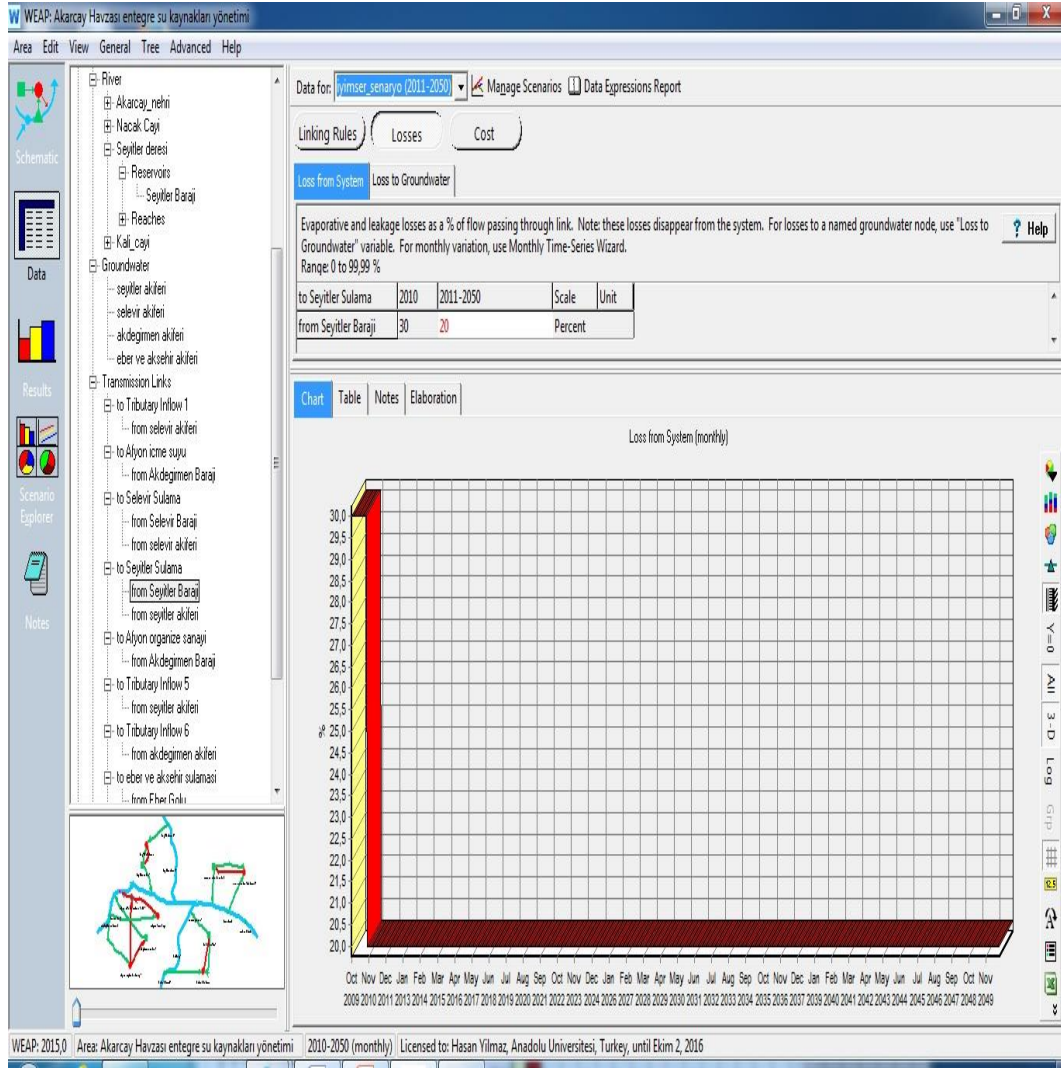 WEAP: Akarcay Havzası entegre su kaynakları yönetimi
Area Edit View General Tree Advanced Help
Schematic
Data
Results
Scenario
Explorer
Notes
River
Akarcay_nehri
Nacak Cayi
Seyitler deresi
Reservoirs
Seyitler Baraji
Reaches
Kali_cayi
Groundwater
seyitler akiferi
selevir akiferi
akdegirmen akiferi
eber ve aksehir akiferi
Transmission Links
to Tributary Inflow 1
from selevir akiferi
to Afyon icme suyu
from Akdegirmen Baraji
to Selevir Sulama
from Selevir Baraji
from selevir akiferi
to Seyitler Sulama
from Seyitler Baraji
from seyitler akiferi
to Afyon organize sanayi
from Akdegirmen Baraji
to Tributary Inflow 5
from seyitler akiferi
to Tributary Inflow 6
from akdegirmen akiferi
to eber ve aksehir sulamasi
from Eber Golu
Data for: iyimser_senaryo (2011-2050) Manage Scenarios Data Expressions Report
Linking Rules Losses Cost
Loss from System Loss to Groundwater
Evaporative and leakage losses as a % of flow passing through link. Note: these losses disappear from the system. For losses to a named groundwater node, use "Loss to
Groundwater" variable. For monthly variation, use Monthly Time-Series Wizard.
Range: 0 to 99,99 %
? Help
to Seyitler Sulama 2010 2011-2050 Scale Unit
from Seyitler Baraji 30 20 Percent
Chart Table Notes Elaboration
Loss from System (monthly)
30,0
29,5
29,0
28,5
28,0
27,5
27,0
26,5
26,0
25,5
25,0
24,5
24,0
23,5
23,0
22,5
22,0
21,5
21,0
20,5
20,0
%
Oct Nov Dec Jan Feb Mar Apr May Jun Jul Aug Sep Oct Nov Dec Jan Feb Mar Apr May Jun Jul Aug Sep Oct Nov Dec Jan Feb Mar Apr May Jun Jul Aug Sep Oct Nov
2009 2010 2011 2013 2014 2015 2016 2017 2018 2019 2020 2021 2022 2023 2024 2026 2027 2028 2029 2030 2031 2032 2033 2034 2035 2036 2037 2039 2040 2041 2042 2043 2044 2045 2046 2047 2048 2049
Y=0
All
3-D
Log
Grp
12.5
WEAP: 2015,0 Area: Akarcay Havzası entegre su kaynakları yönetimi 2010-2050 (monthly) Licensed to: Hasan Yilmaz, Anadolu Universitesi, Turkey, until Ekim 2, 2016